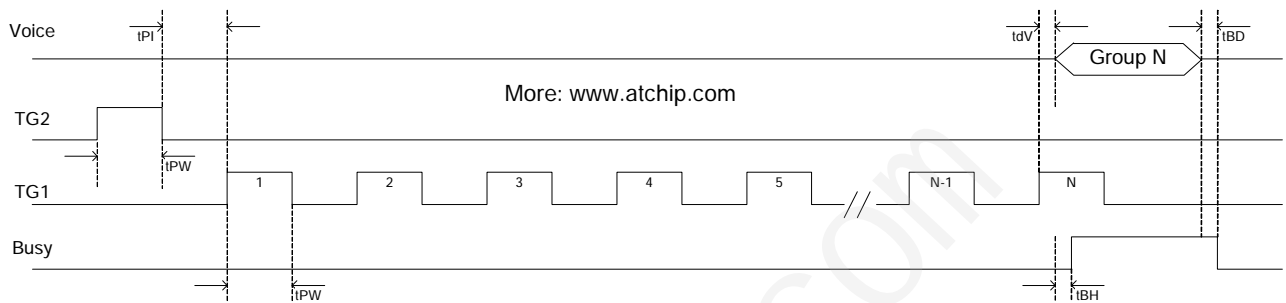 Voice
tPI
tdV
tBD
Group N
More: www.atchip.com
TG2
tPW
TG1
1 2 3 4 5 // N-1 N
Busy
tPW
tBH
com